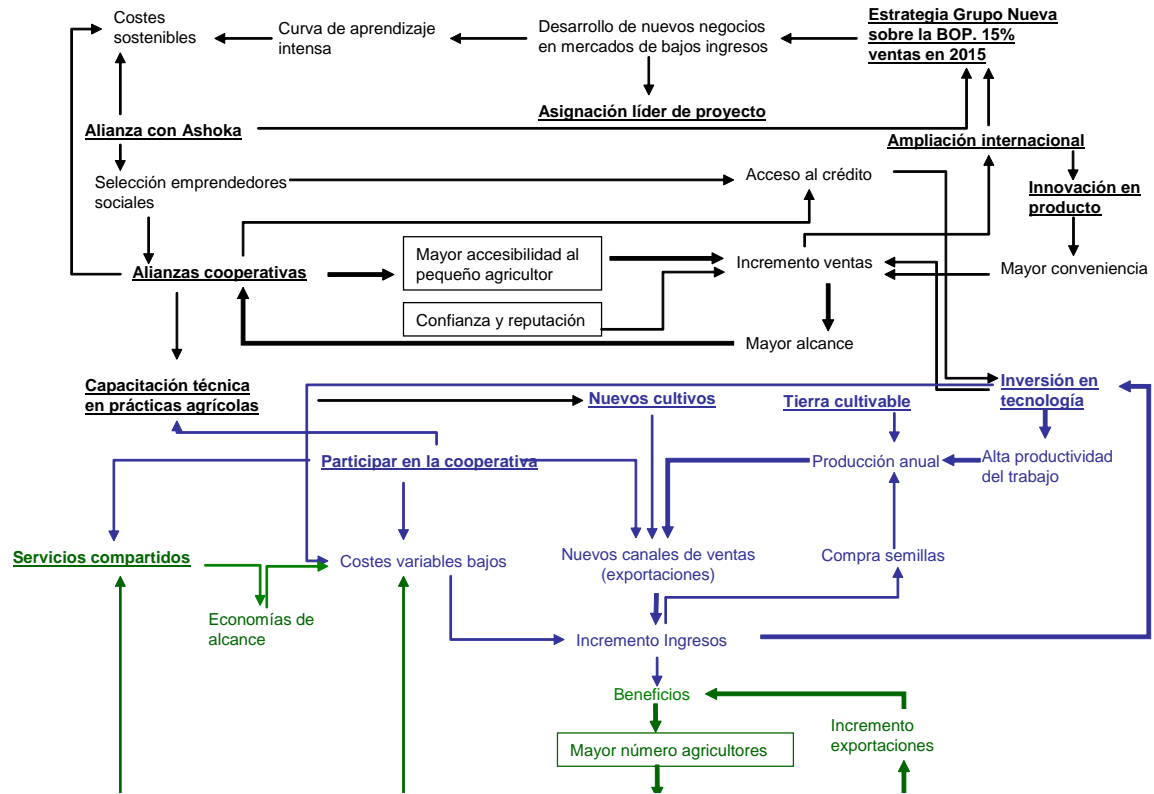 Costes
sostenibles
Curva de aprendizaje
intensa
Desarrollo de nuevos negocios
en mercados de bajos ingresos
Estrategia Grupo Nueva
sobre la BOP. 15%
ventas en 2015
Asignación líder de proyecto
Alianza con Ashoka
Ampliación internacional
Selección emprendedores
sociales
Acceso al crédito
Innovación en
producto
Alianzas cooperativas
Mayor accesibilidad al
pequeño agricultor
Incremento ventas
Mayor conveniencia
Confianza y reputación
Mayor alcance
Capacitación técnica
en prácticas agrícolas
Nuevos cultivos
Tierra cultivable
Inversión en
tecnología
Participar en la cooperativa
Producción anual
Alta productividad
del trabajo
Servicios compartidos
Costes variables bajos
Nuevos canales de ventas
(exportaciones)
Compra semillas
Economías de
alcance
Incremento Ingresos
Beneficios
Incremento
exportaciones
Mayor número agricultores